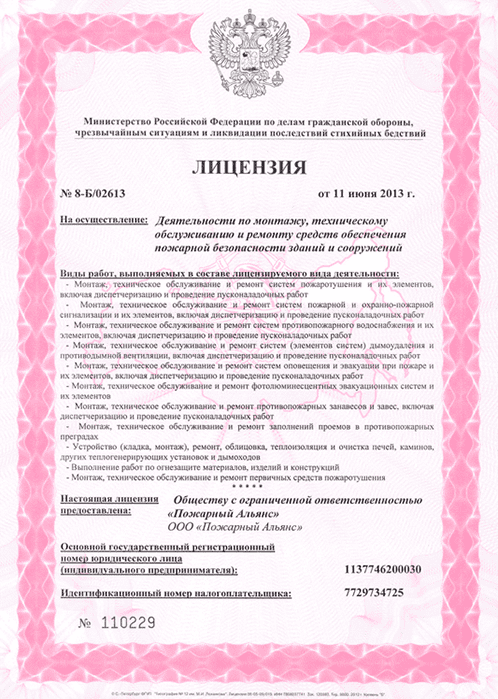 Министерство Российской Федерации по делам гражданской обороны,
чрезвычайным ситуациям и ликвидации последствий стихийных бедствий
ЛИЦЕНЗИЯ
№ 8-Б/02613 от 11 июня 2013 г.
На осуществление: Деятельности по монтажу, техническому
обслуживанию и ремонту средств обеспечения
пожарной безопасности зданий и сооружений
Виды работ, выполняемых в составе лицензируемого вида деятельности:
- Монтаж, техническое обслуживание и ремонт систем пожаротушения и их элементов,
включая диспетчеризацию и проведение пусконаладочных работ
- Монтаж, техническое обслуживание и ремонт систем пожарной и охранно-пожарной
сигнализации и их элементов, включая диспетчеризацию и проведение пусконаладочных работ
- Монтаж, техническое обслуживание и ремонт систем противопожарного водоснабжения и их
элементов, включая диспетчеризацию и проведение пусконаладочных работ
- Монтаж, техническое обслуживание и ремонт систем (элементов систем) дымоудаления и
противодымной вентиляции, включая диспетчеризацию и проведение пусконаладочных работ
- Монтаж, техническое обслуживание и ремонт систем оповещения и эвакуации при пожаре и
их элементов, включая диспетчеризацию и проведение пусконаладочных работ
- Монтаж, техническое обслуживание и ремонт фотолюминесцентных эвакуационных систем и
их элементов
- Монтаж, техническое обслуживание и ремонт противопожарных занавесов и завес, включая
диспетчеризацию и проведение пусконаладочных работ
- Монтаж, техническое обслуживание и ремонт заполнений проемов в противопожарных
преградах
- Устройство (кладка, монтаж), ремонт, облицовка, теплоизоляция и очистка печей, каминов,
других теплогенерирующих установок и дымоходов
- Выполнение работ по огнезащите материалов, изделий и конструкций
- Монтаж, техническое обслуживание и ремонт первичных средств пожаротушения
* * * * *
Настоящая лицензия Обществу с ограниченной ответственностью
предоставлена: «Пожарный Альянс»
ООО «Пожарный Альянс»
Основной государственный регистрационный
номер юридического лица
(индивидуального предпринимателя): 1137746200030
Идентификационный номер налогоплательщика: 7729734725
№ 110229